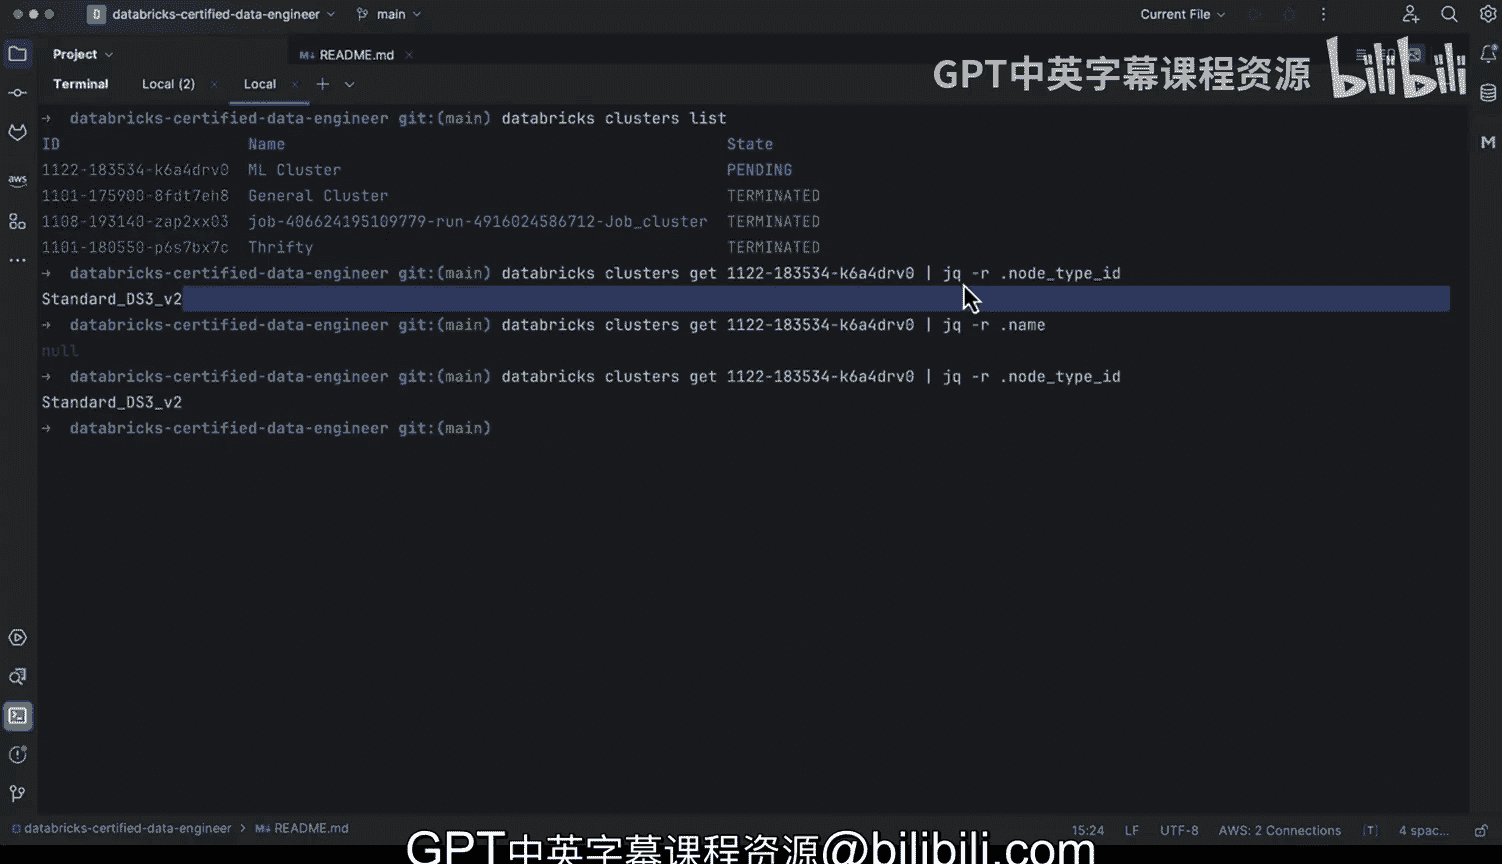 databricks-certified-data-engineer main Current File
Project README.md
GPT中英字幕课程资源 bilibili
Terminal Local (2) Local
→ databricks-certified-data-engineer git:(main) databricks clusters list
ID Name State
1122-183534-k6a4drv0 ML Cluster PENDING
1101-175900-8fdt7eh8 General Cluster TERMINATED
1108-193140-zap2xx03 job-406624195109779-run-4916024586712-Job_cluster TERMINATED
1101-180550-p6s7bx7c Thrifty TERMINATED
→ databricks-certified-data-engineer git:(main) databricks clusters get 1122-183534-k6a4drv0 | jq -r .node_type_id
Standard_DS3_v2
→ databricks-certified-data-engineer git:(main) databricks clusters get 1122-183534-k6a4drv0 | jq -r .name
null
→ databricks-certified-data-engineer git:(main) databricks clusters get 1122-183534-k6a4drv0 | jq -r .node_type_id
Standard_DS3_v2
→ databricks-certified-data-engineer git:(main)
aws
M
databricks-certified-data-engineer > README.md 15:24 LF UTF-8 AWS: 2 Connections 4 spac...
GPT中英字幕课程资源@bilibili.com